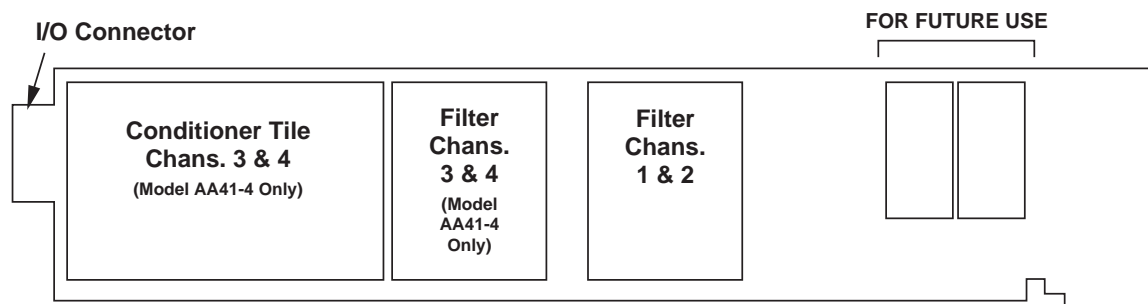 I/O Connector
FOR FUTURE USE
Conditioner Tile
Chans. 3 & 4
(Model AA41-4 Only)
Filter
Chans.
3 & 4
(Model
AA41-4
Only)
Filter
Chans.
1 & 2